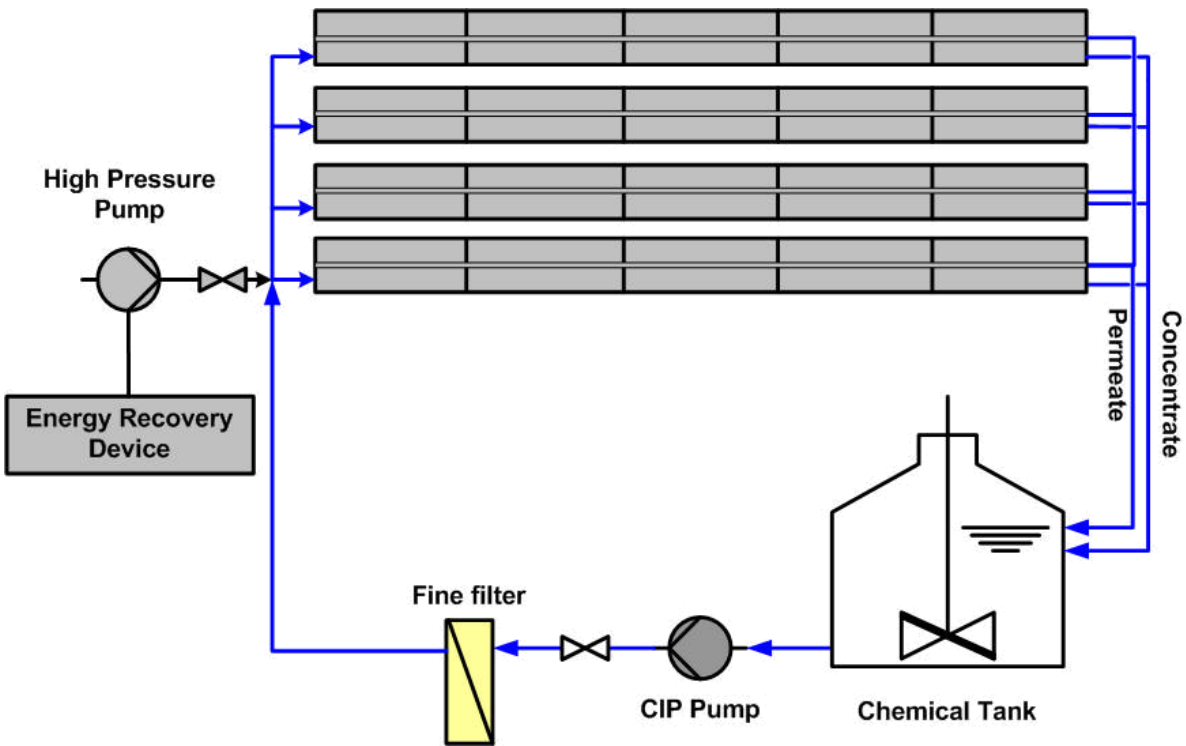 High Pressure
Pump
Energy Recovery
Device
Permeate
Concentrate
Fine filter
CIP Pump
Chemical Tank